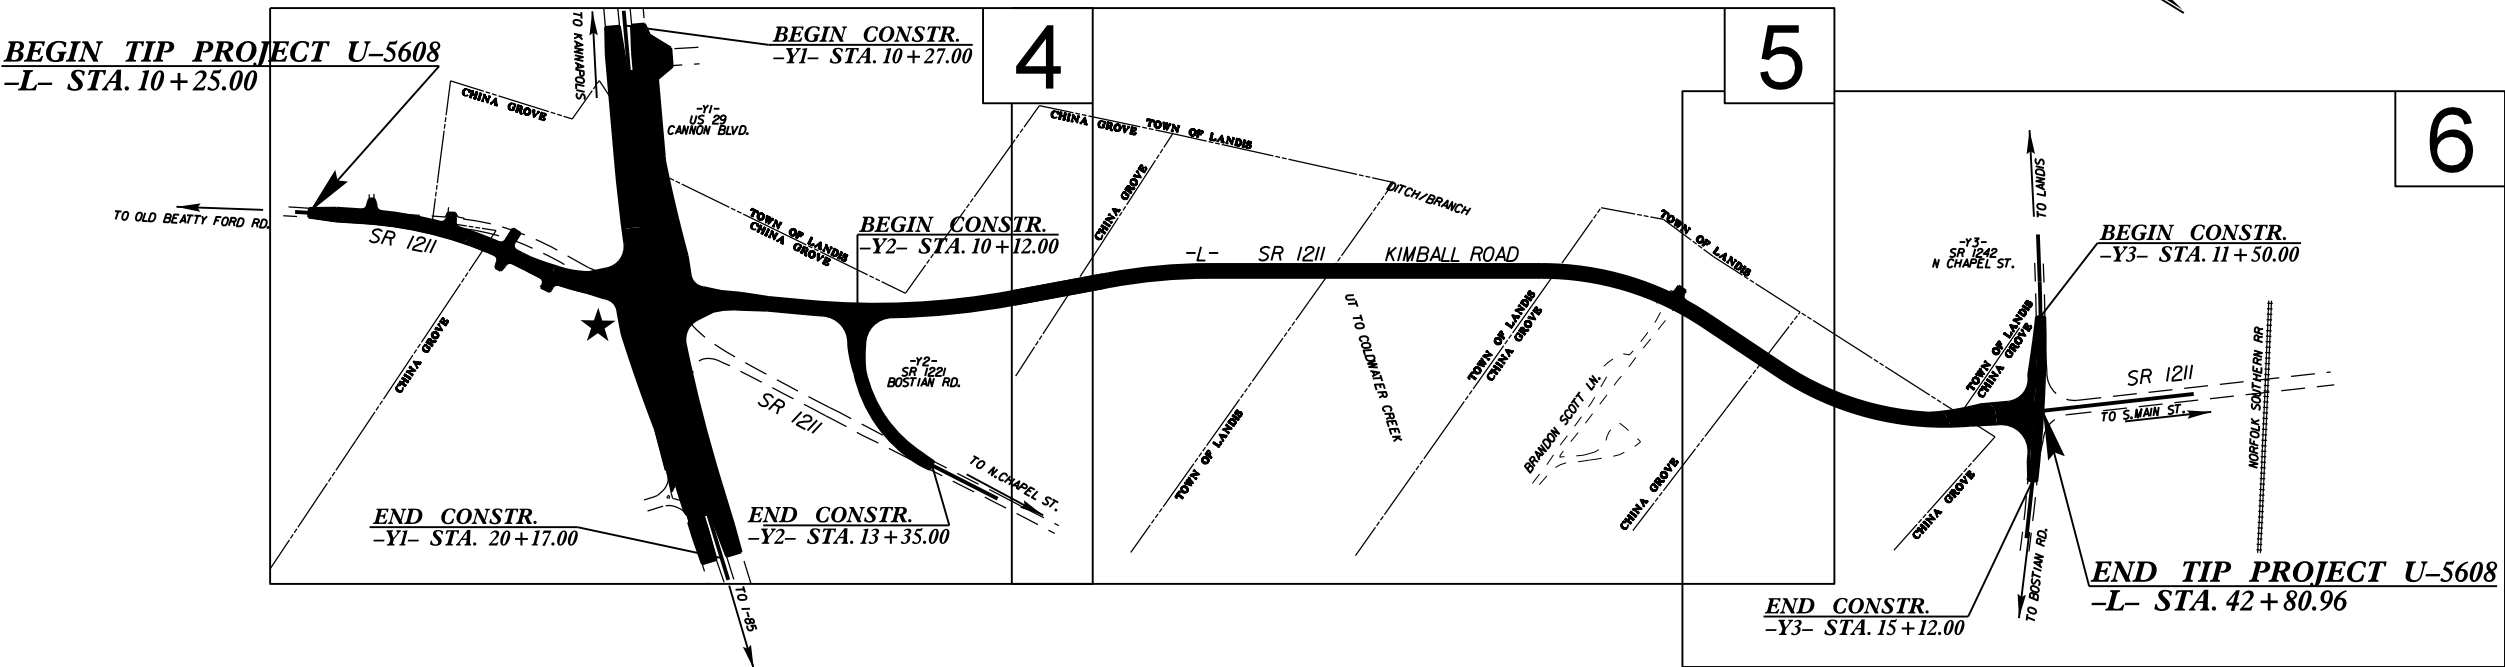 BEGIN TIP PROJECT U–5608
–L– STA. 10 + 25.00
TO KANNAPOLIS
BEGIN CONSTR.
–Y1– STA. 10 + 27.00
4
5
6
CHINA GROVE
-Y1-
US 29
CANNON BLVD.
CHINA GROVE
TOWN OF LANDIS
CHINA GROVE
TO OLD BEATTY FORD RD.
SR 1211
TOWN OF LANDIS
CHINA GROVE
BEGIN CONSTR.
–Y2– STA. 10 + 12.00
-L- SR 1211 KIMBALL ROAD
DITCH/BRANCH
TOWN OF LANDIS
-Y3-
SR 1242
N CHAPEL ST.
TO LANDIS
BEGIN CONSTR.
–Y3– STA. 11 + 50.00
CHINA GROVE
SR 1211
-Y2-
SR 1221
BOSTIAN RD.
UT TO COLDWATER CREEK
TOWN OF LANDIS
TOWN OF LANDIS
CHINA GROVE
BRANDON SCOTT LN.
CHINA GROVE
TOWN OF LANDIS
CHINA GROVE
SR 1211
TO S.MAIN ST.
NORFOLK SOUTHERN RR
TO N.CHAPEL ST.
CHINA GROVE
END CONSTR.
–Y1– STA. 20 + 17.00
END CONSTR.
–Y2– STA. 13 + 35.00
TO I-85
END CONSTR.
–Y3– STA. 15 + 12.00
TO BOSTIAN RD.
END TIP PROJECT U–5608
–L– STA. 42 + 80.96